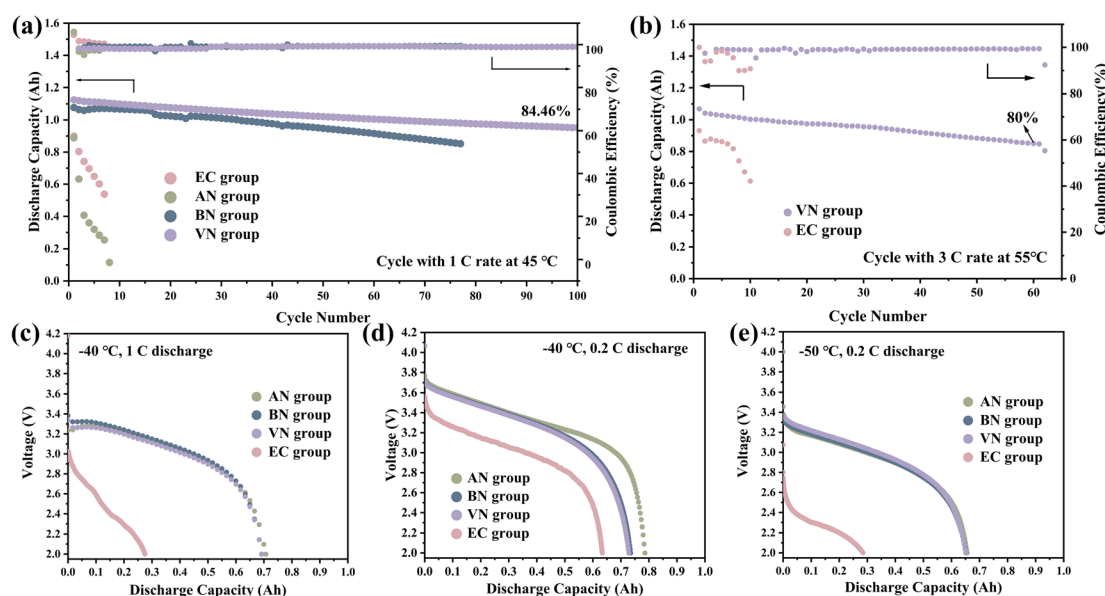 (a)
1.6
1.4
1.2
1.0
0.8
0.6
0.4
0.2
0.0
Discharge Capacity (Ah)
100
80
60
40
20
0
Coulombic Efficiency (%)
84.46%
EC group
AN group
BN group
VN group
Cycle with 1 C rate at 45 °C
0 10 20 30 40 50 60 70 80 90 100
Cycle Number
(b)
1.6
1.4
1.2
1.0
0.8
0.6
0.4
0.2
0.0
Discharge Capacity(Ah)
100
80
60
40
20
0
Coulombic Efficiency(%)
80%
VN group
EC group
Cycle with 3 C rate at 55°C
0 10 20 30 40 50 60
Cycle Number
(c)
4.2
4.0
3.8
3.6
3.4
3.2
3.0
2.8
2.6
2.4
2.2
2.0
Voltage (V)
-40 °C, 1 C discharge
AN group
BN group
VN group
EC group
0.0 0.1 0.2 0.3 0.4 0.5 0.6 0.7 0.8 0.9 1.0
Discharge Capacity (Ah)
(d)
4.2
4.0
3.8
3.6
3.4
3.2
3.0
2.8
2.6
2.4
2.2
2.0
Voltage (V)
-40 °C, 0.2 C discharge
AN group
BN group
VN group
EC group
0.0 0.1 0.2 0.3 0.4 0.5 0.6 0.7 0.8 0.9 1.0
Discharge Capacity (Ah)
(e)
4.2
4.0
3.8
3.6
3.4
3.2
3.0
2.8
2.6
2.4
2.2
2.0
Voltage (V)
-50 °C, 0.2 C discharge
AN group
BN group
VN group
EC group
0.0 0.1 0.2 0.3 0.4 0.5 0.6 0.7 0.8 0.9 1.0
Discharge Capacity (Ah)